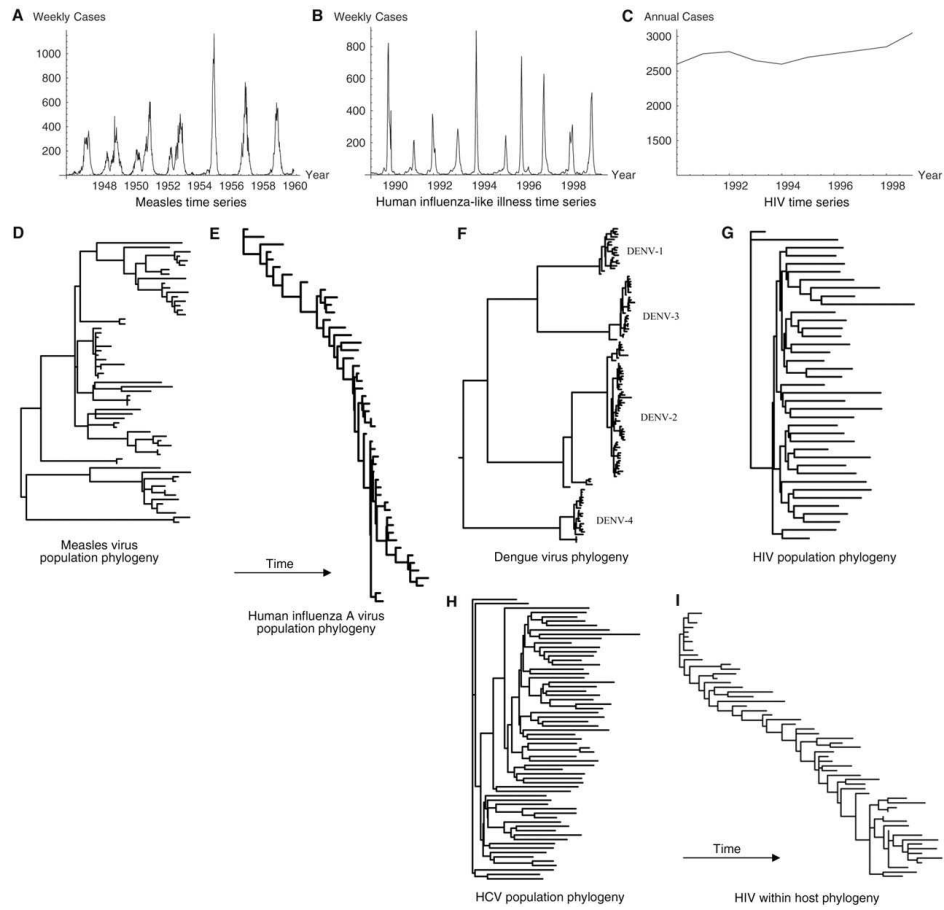 A Weekly Cases
1000
800
600
400
200
1948 1950 1952 1954 1956 1958 1960 Year
Measles time series
B Weekly Cases
800
600
400
200
1990 1992 1994 1996 1998 Year
Human influenza-like illness time series
C Annual Cases
3000
2500
2000
1500
1992 1994 1996 1998 Year
HIV time series
D
Measles virus
population phylogeny
E
Time
Human influenza A virus
population phylogeny
F
DENV-1
DENV-3
DENV-2
DENV-4
Dengue virus phylogeny
G
HIV population phylogeny
H
HCV population phylogeny
I
Time
HIV within host phylogeny